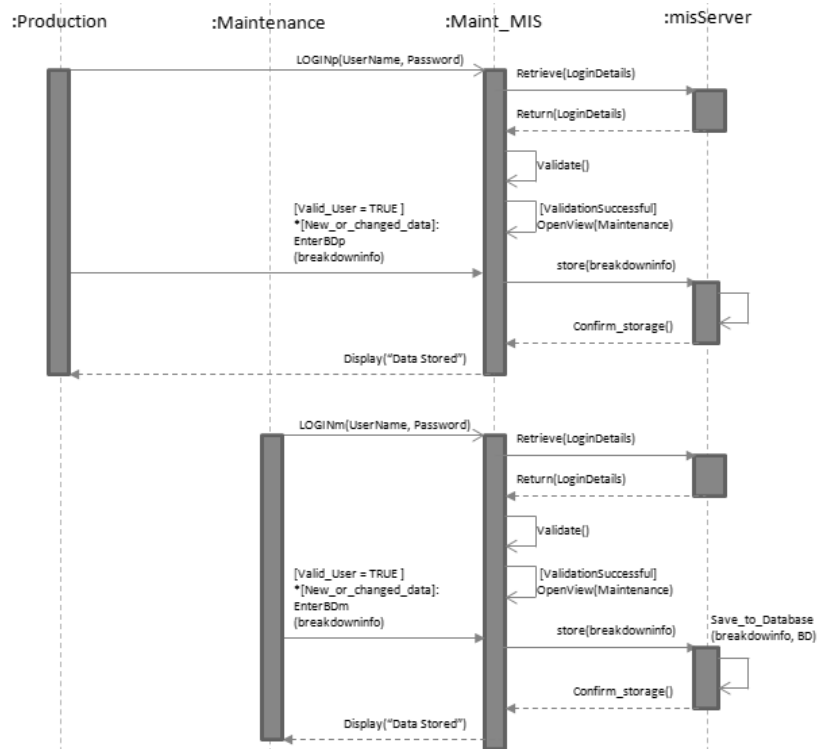 :Production
:Maintenance
:Maint_MIS
:misServer
LOGINp(UserName, Password)
Retrieve(LoginDetails)
Return(LoginDetails)
Validate()
[Valid_User = TRUE ]
*[New_or_changed_data]:
EnterBDp
(breakdowninfo)
[ValidationSuccessful]
OpenView(Maintenance)
store(breakdowninfo)
Confirm_storage()
Display("Data Stored")
LOGINm(UserName, Password)
Retrieve(LoginDetails)
Return(LoginDetails)
Validate()
[Valid_User = TRUE ]
*[New_or_changed_data]:
EnterBDm
(breakdowninfo)
[ValidationSuccessful]
OpenView(Maintenance)
store(breakdowninfo)
Save_to_Database
(breakdowinfo, BD)
Confirm_storage()
Display("Data Stored")